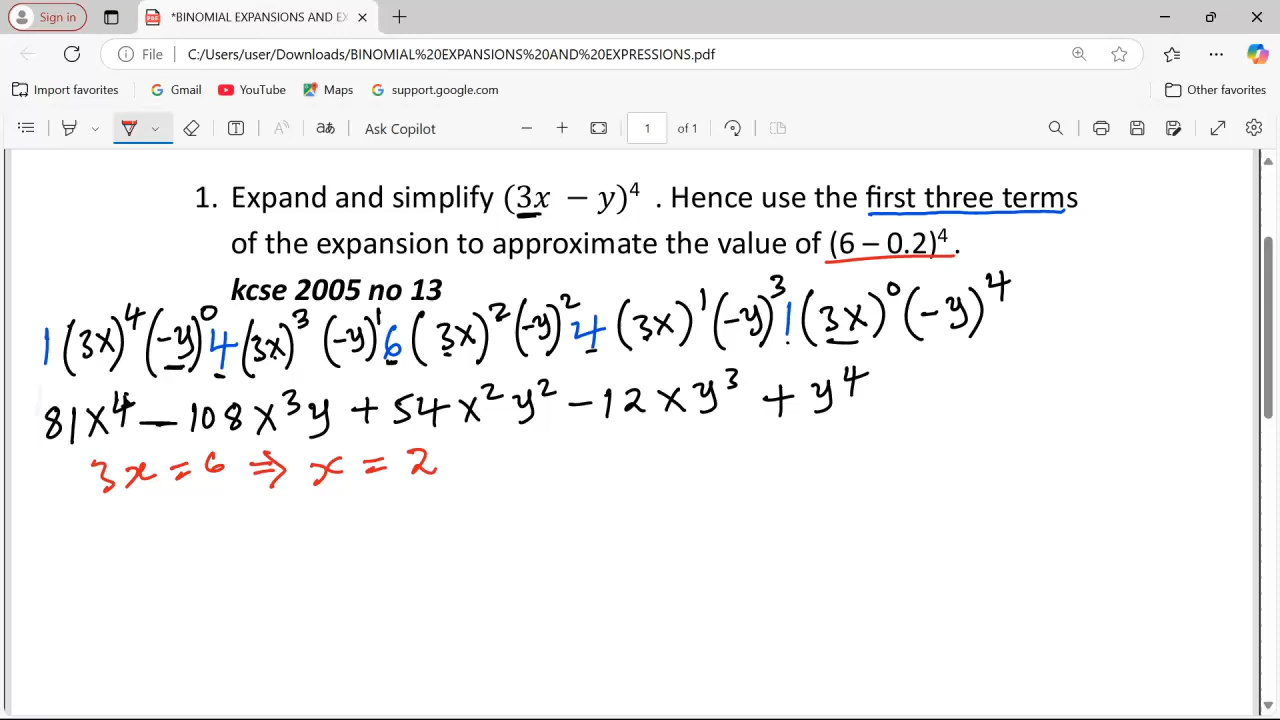 Sign in
*BINOMIAL EXPANSIONS AND EX
File C:/Users/user/Downloads/BINOMIAL%20EXPANSIONS%20AND%20EXPRESSIONS.pdf
Import favorites Gmail YouTube Maps support.google.com Other favorites
Ask Copilot 1 of 1
1. Expand and simplify (3x − y)⁴ . Hence use the first three terms
of the expansion to approximate the value of (6 – 0.2)⁴.
kcse 2005 no 13
1 (3x)⁴ (−y)⁰ 4 (3x)³ (−y)¹ 6 (3x)² (−y)² 4 (3x)¹ (−y)³ 1 (3x)⁰ (−y)⁴
81x⁴ − 108x³y + 54x²y² − 12xy³ + y⁴
3x = 6 ⇒ x = 2